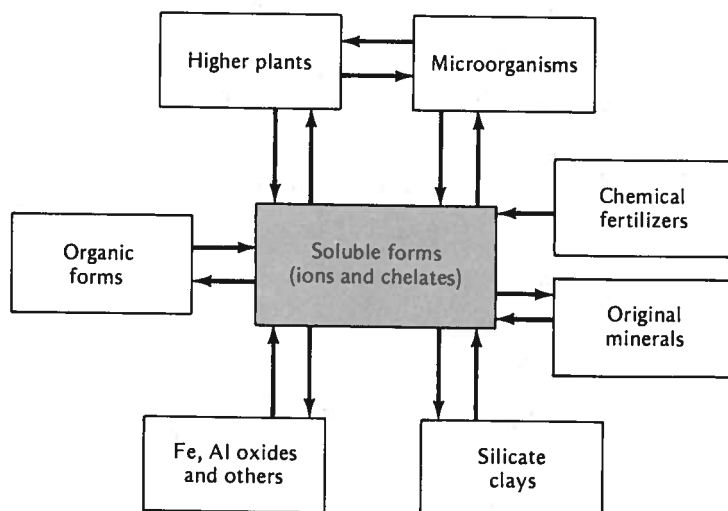 Higher plants
Microorganisms
Chemical
fertilizers
Organic
forms
Soluble forms
(ions and chelates)
Original
minerals
Fe, Al oxides
and others
Silicate
clays